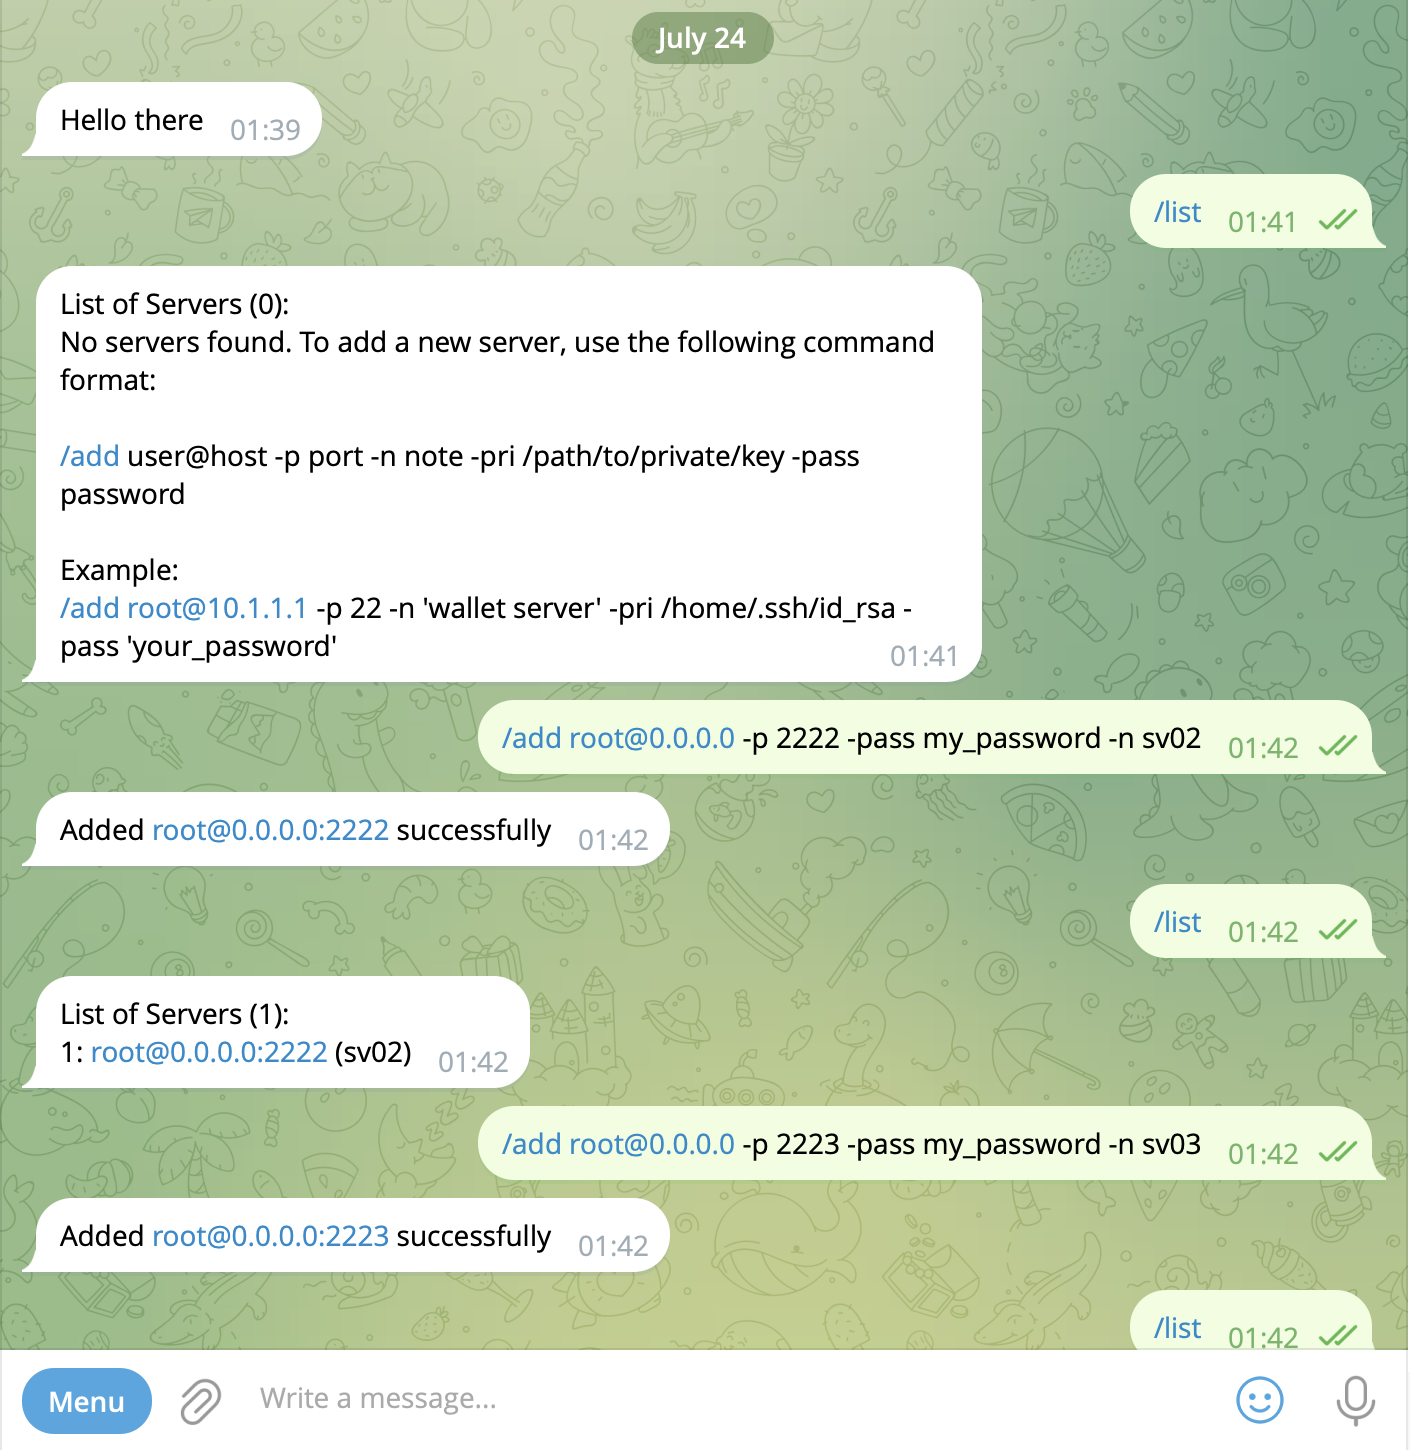 July 24
Hello there 01:39
/list 01:41
List of Servers (0):
No servers found. To add a new server, use the following command
format:
/add user@host -p port -n note -pri /path/to/private/key -pass
password
Example:
/add root@10.1.1.1 -p 22 -n 'wallet server' -pri /home/.ssh/id_rsa -
pass 'your_password' 01:41
/add root@0.0.0.0 -p 2222 -pass my_password -n sv02 01:42
Added root@0.0.0.0:2222 successfully 01:42
/list 01:42
List of Servers (1):
1: root@0.0.0.0:2222 (sv02) 01:42
/add root@0.0.0.0 -p 2223 -pass my_password -n sv03 01:42
Added root@0.0.0.0:2223 successfully 01:42
/list 01:42
Menu Write a message...